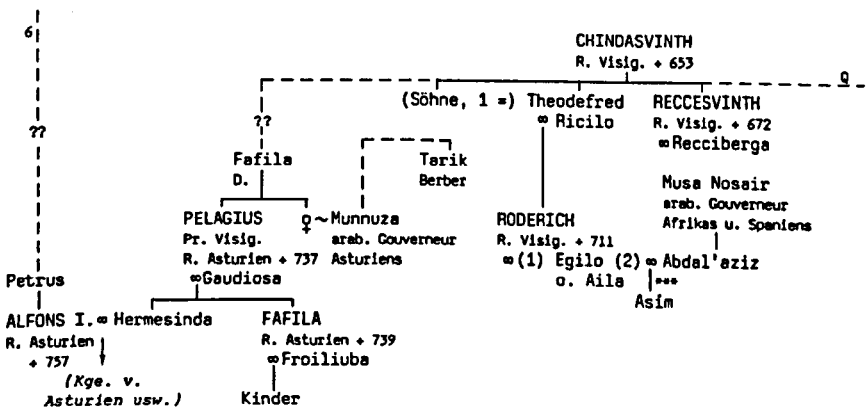 6
CHINDASVINTH
R. Visig. + 653
Q
(Söhne, 1 =) Theodefred RECCESVINTH
?? ?? R. Visig. + 672
∞ Ricilo
∞ Recciberga
Fafila Tarik
D. Berber
Musa Nosair
arab. Gouverneur
Afrikas u. Spaniens
PELAGIUS ♀ ~ Munnuza RODERICH
Pr. Visig. arab. Gouverneur R. Visig. + 711
R. Asturien + 737 Asturiens
∞ (1) Egilo (2) ∞ Abdal'aziz
Petrus ∞ Gaudiosa o. Aila ***
Asim
ALFONS I. ∞ Hermesinda FAFILA
R. Asturien R. Asturien + 739
+ 757 ∞ Froiliuba
(Kge. v.
Asturien usw.) Kinder